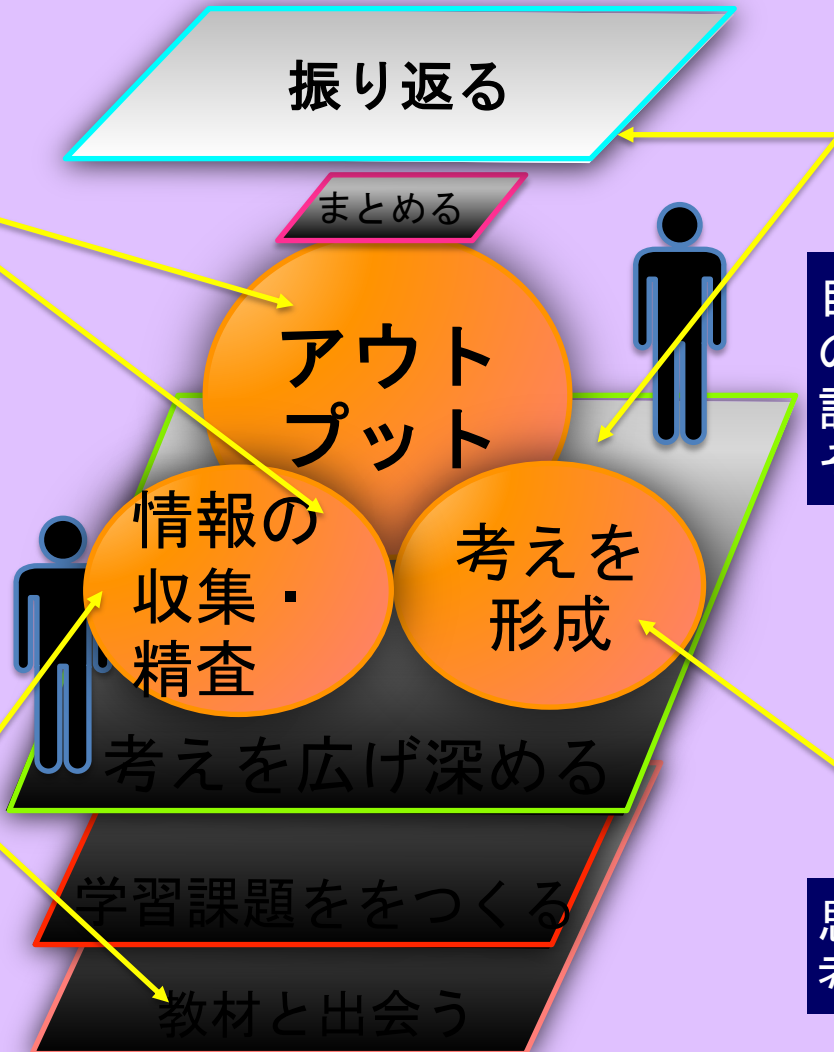 振り返る
まとめる
アウト
プット
情報の
収集・
精査
考えを
形成
考えを広げ深める
学習課題ををつくる
教材と出会う
の